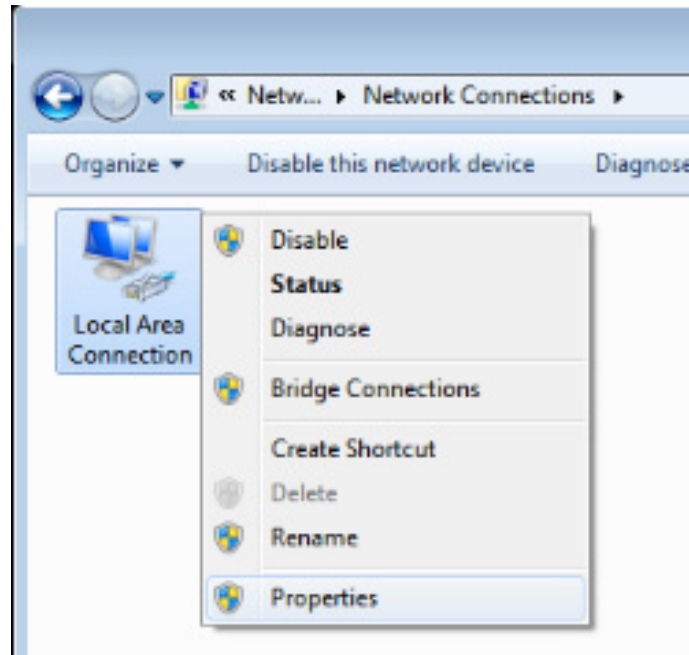 « Netw... ▸ Network Connections ▸
Organize ▾ Disable this network device Diagnose
Local Area
Connection
Disable
Status
Diagnose
Bridge Connections
Create Shortcut
Delete
Rename
Properties